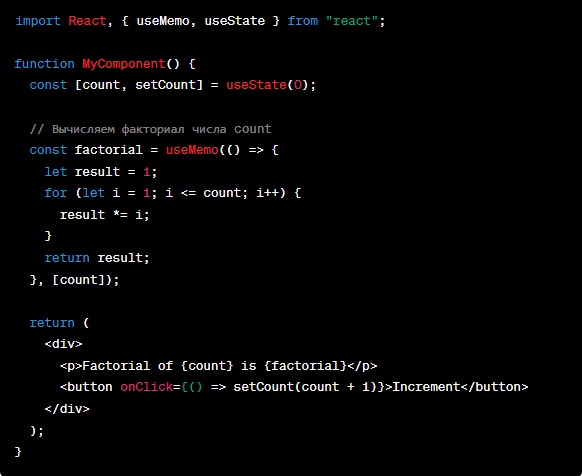 import React, { useMemo, useState } from "react";
function MyComponent() {
const [count, setCount] = useState(0);
// Вычисляем факториал числа count
const factorial = useMemo(() => {
let result = 1;
for (let i = 1; i <= count; i++) {
result *= i;
}
return result;
}, [count]);
return (
<div>
<p>Factorial of {count} is {factorial}</p>
<button onClick={() => setCount(count + 1)}>Increment</button>
</div>
);
}